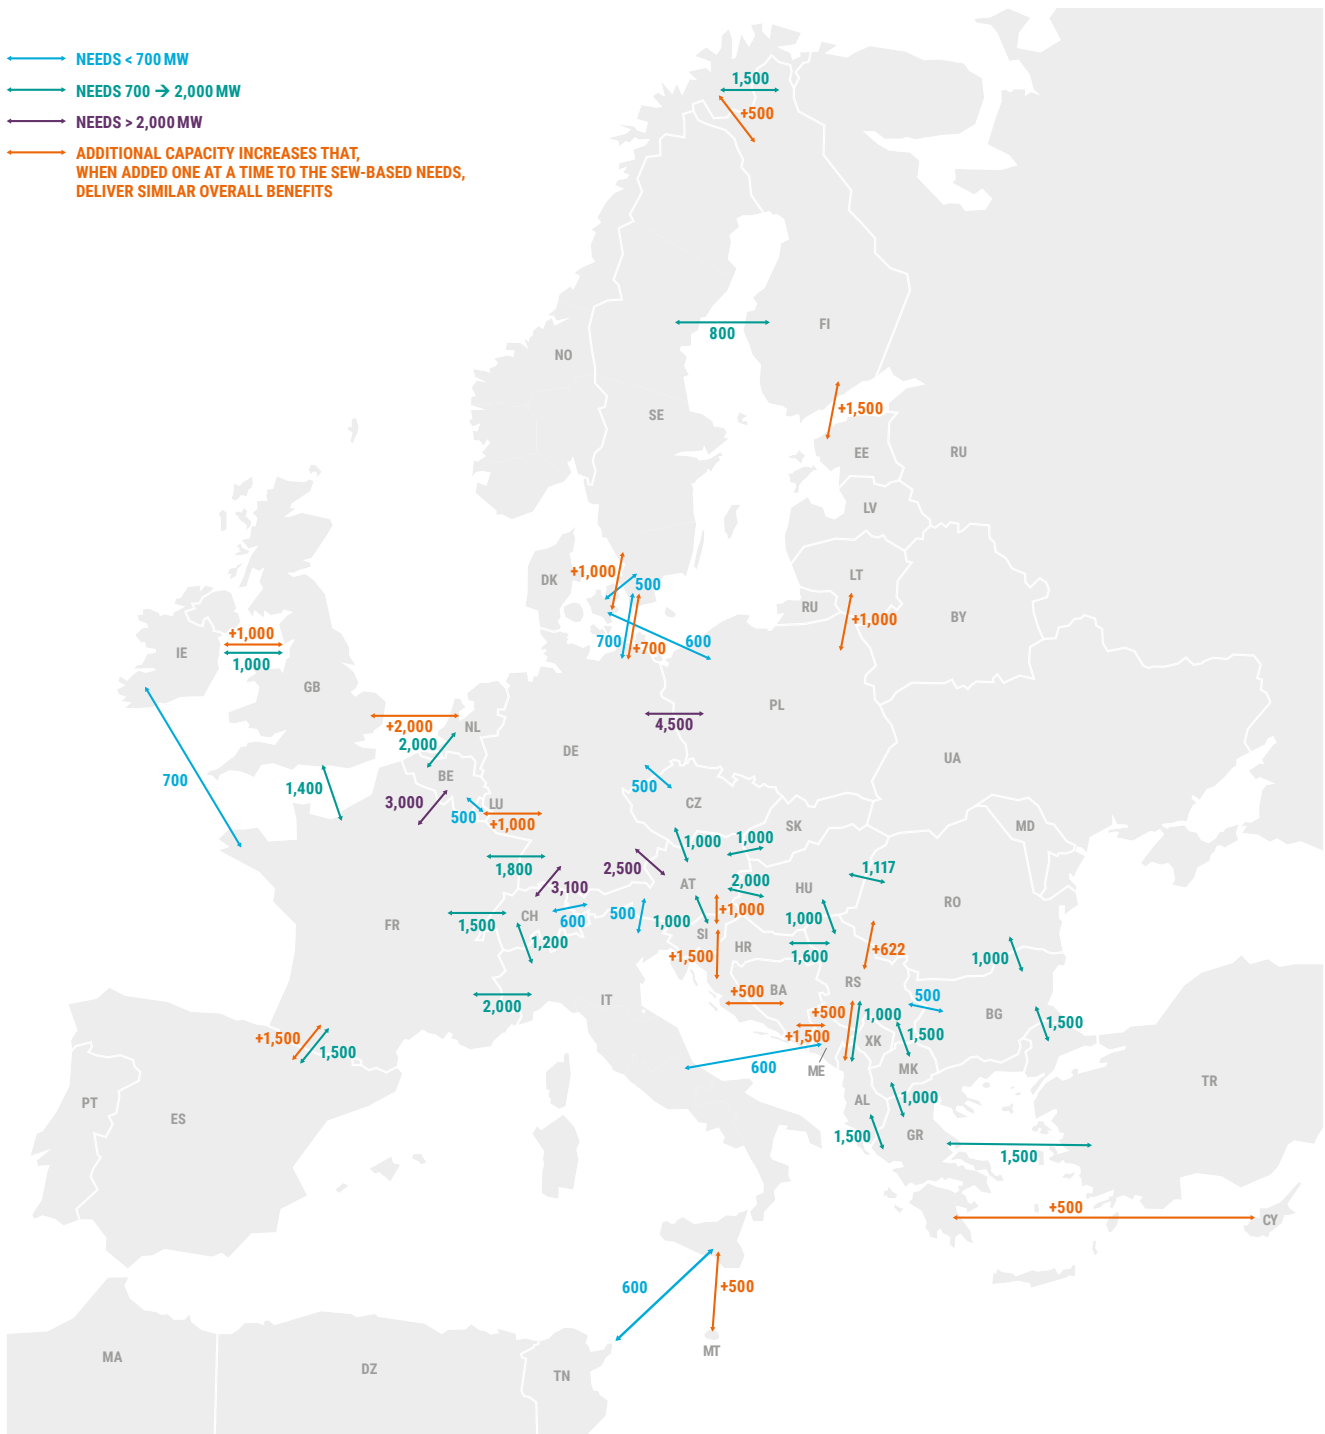 NEEDS < 700 MW
NEEDS 700 → 2,000 MW
NEEDS > 2,000 MW
ADDITIONAL CAPACITY INCREASES THAT,
WHEN ADDED ONE AT A TIME TO THE SEW-BASED NEEDS,
DELIVER SIMILAR OVERALL BENEFITS
1,500
+500
FI
800
NO
+1,500
SE
EE
RU
LV
+1,000
DK
500
LT
RU
BY
+1,000
+1,000
700
+700
600
IE
1,000
GB
PL
4,500
+2,000
NL
2,000
DE
UA
BE
700
1,400
500
3,000
LU
CZ
500
+1,000
SK
MD
1,000
1,000
1,800
2,500
1,117
3,100
AT
2,000
HU
RO
+1,000
CH
600
500
1,000
1,000
FR
1,500
1,200
SI
HR
+1,500
1,600
+622
1,000
RS
+500
BA
IT
2,000
500
+500
1,000
BG
1,500
+1,500
1,500
+1,500
1,500
XK
600
ME
MK
TR
PT
ES
AL
1,000
1,500
GR
1,500
+500
CY
600
+500
MT
MA
DZ
TN